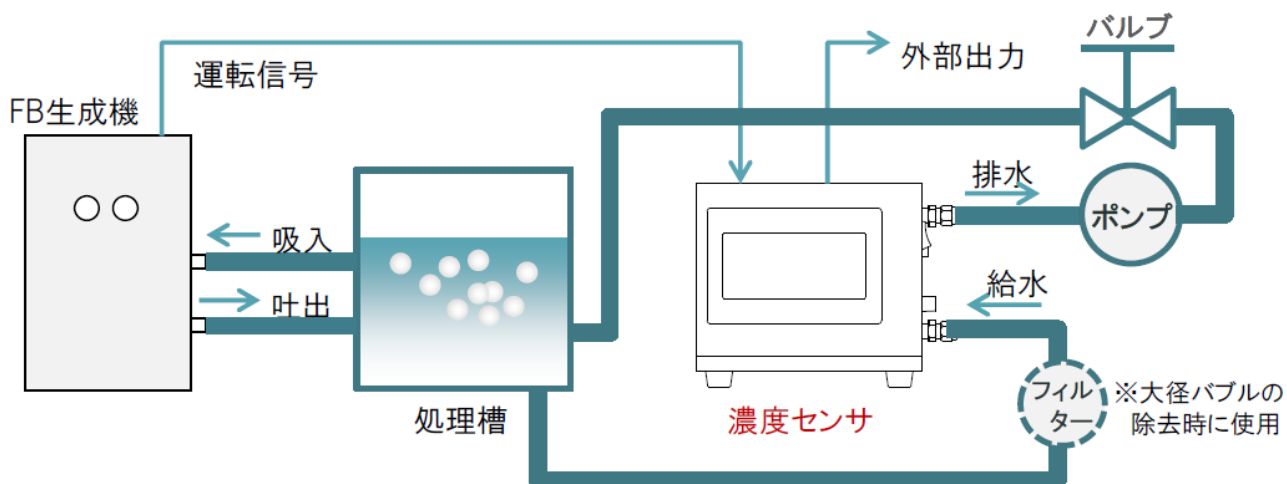 バルブ
外部出力
運転信号
FB生成機
排水
ポンプ
吸入
給水
吐出
フィル
ター
※大径バブルの
除去時に使用
処理槽
濃度センサ